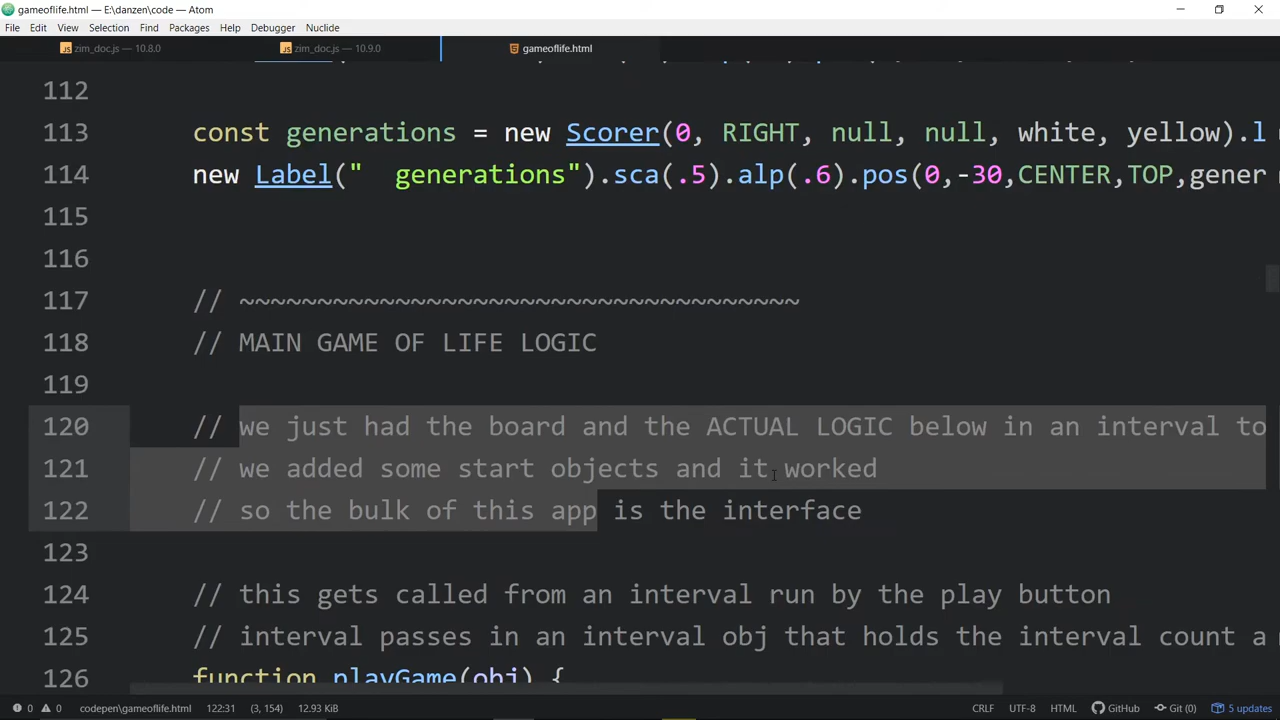 gameoflife.html — E:\danzen\code — Atom
File Edit View Selection Find Packages Help Debugger Nuclide
zim_doc.js — 10.8.0 zim_doc.js — 10.9.0 gameoflife.html
112
113 const generations = new Scorer(0, RIGHT, null, null, white, yellow).l
114 new Label("  generations").sca(.5).alp(.6).pos(0,-30,CENTER,TOP,gener
115
116
117 // ~~~~~~~~~~~~~~~~~~~~~~~~~~~~~~~~~~~~
118 // MAIN GAME OF LIFE LOGIC
119
120 // we just had the board and the ACTUAL LOGIC below in an interval to
121 // we added some start objects and it worked
122 // so the bulk of this app is the interface
123
124 // this gets called from an interval run by the play button
125 // interval passes in an interval obj that holds the interval count a
126 function playGame(obj) {
0 0 codepen\gameoflife.html 122:31 (3, 154) 12.93 KiB CRLF UTF-8 HTML GitHub Git (0) 5 updates